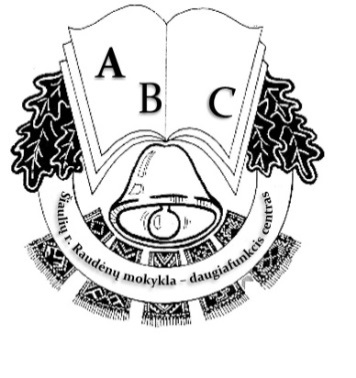 A
B
C
Šiaulių r. Raudėnų mokykla – daugiafunkcis centras